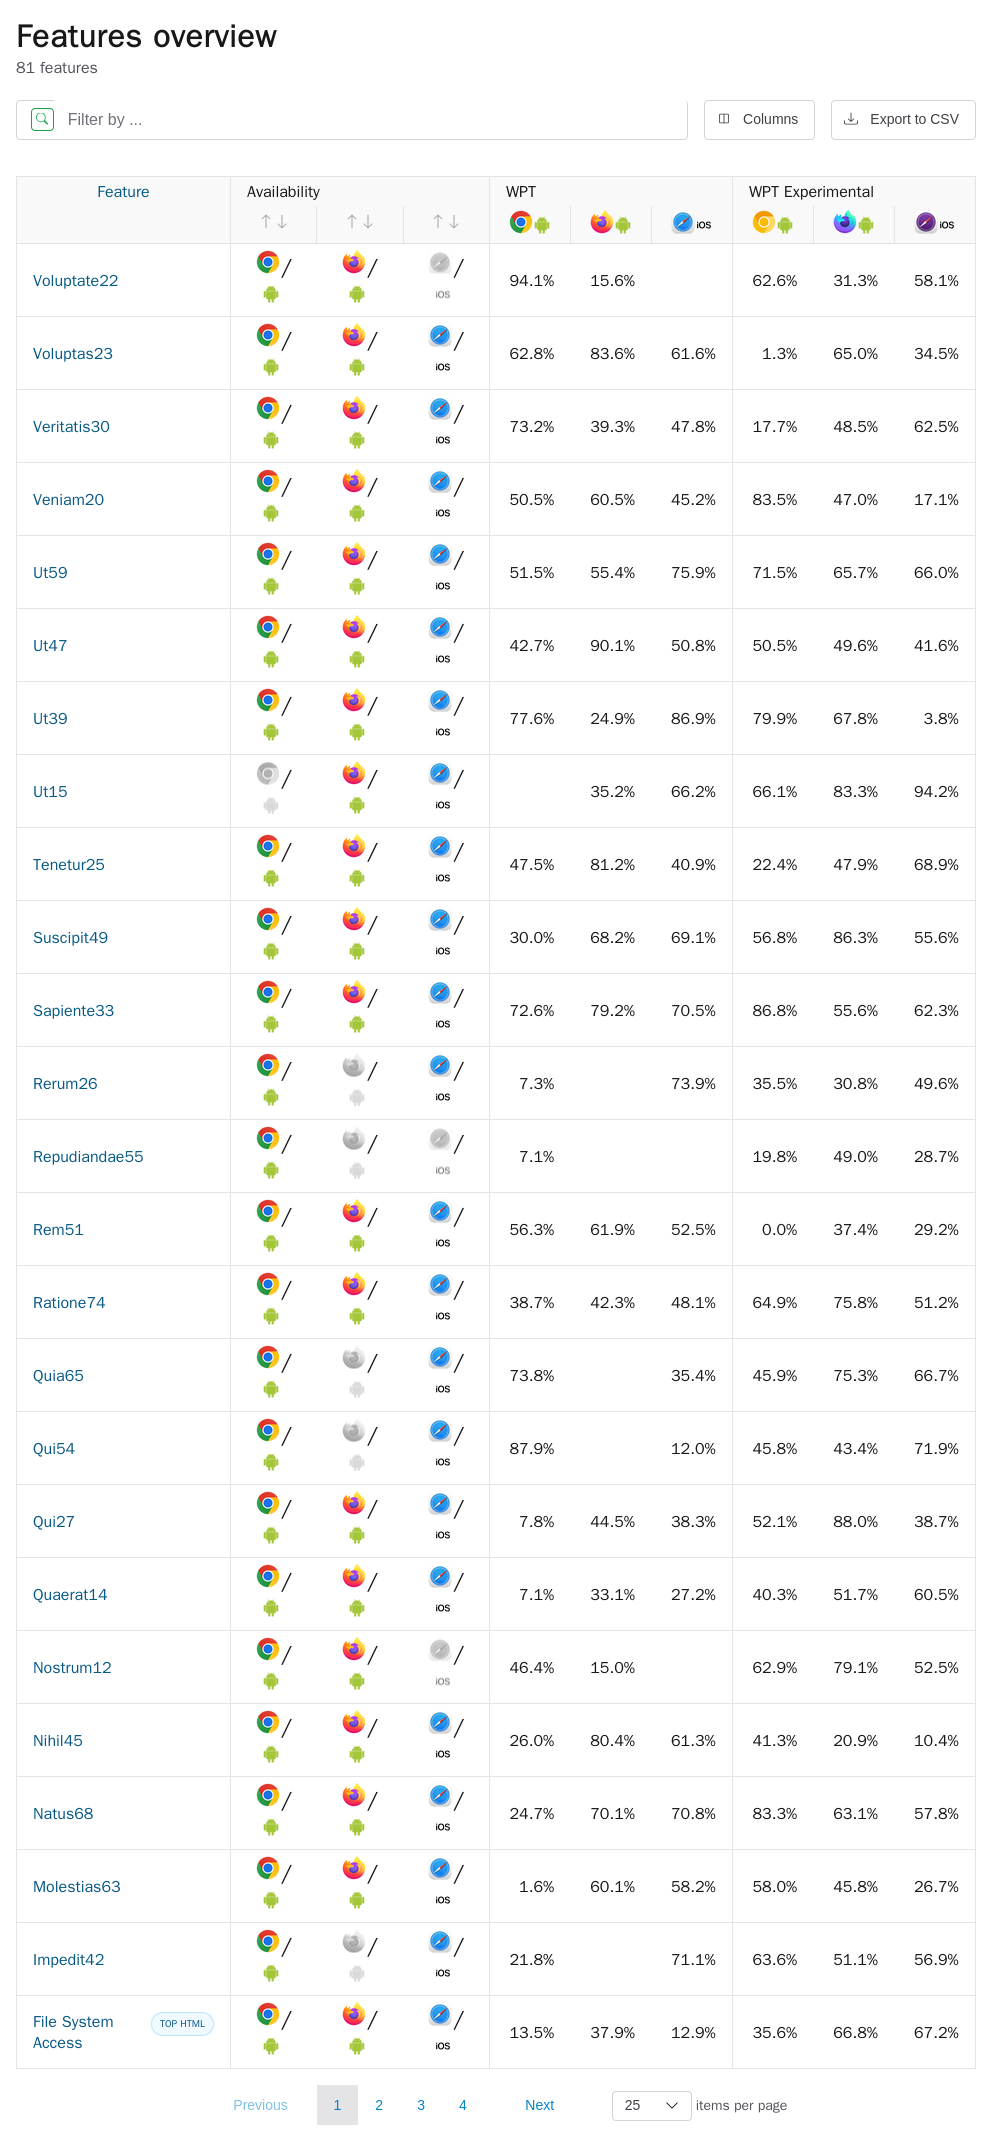 Features overview
81 features
Filter by ...
Columns
Export to CSV
Feature Availability WPT WPT Experimental
iOS iOS
Voluptate22 / / / iOS 94.1% 15.6% 62.6% 31.3% 58.1%
Voluptas23 / / / iOS 62.8% 83.6% 61.6% 1.3% 65.0% 34.5%
Veritatis30 / / / iOS 73.2% 39.3% 47.8% 17.7% 48.5% 62.5%
Veniam20 / / / iOS 50.5% 60.5% 45.2% 83.5% 47.0% 17.1%
Ut59 / / / iOS 51.5% 55.4% 75.9% 71.5% 65.7% 66.0%
Ut47 / / / iOS 42.7% 90.1% 50.8% 50.5% 49.6% 41.6%
Ut39 / / / iOS 77.6% 24.9% 86.9% 79.9% 67.8% 3.8%
Ut15 / / / iOS 35.2% 66.2% 66.1% 83.3% 94.2%
Tenetur25 / / / iOS 47.5% 81.2% 40.9% 22.4% 47.9% 68.9%
Suscipit49 / / / iOS 30.0% 68.2% 69.1% 56.8% 86.3% 55.6%
Sapiente33 / / / iOS 72.6% 79.2% 70.5% 86.8% 55.6% 62.3%
Rerum26 / / / iOS 7.3% 73.9% 35.5% 30.8% 49.6%
Repudiandae55 / / / iOS 7.1% 19.8% 49.0% 28.7%
Rem51 / / / iOS 56.3% 61.9% 52.5% 0.0% 37.4% 29.2%
Ratione74 / / / iOS 38.7% 42.3% 48.1% 64.9% 75.8% 51.2%
Quia65 / / / iOS 73.8% 35.4% 45.9% 75.3% 66.7%
Qui54 / / / iOS 87.9% 12.0% 45.8% 43.4% 71.9%
Qui27 / / / iOS 7.8% 44.5% 38.3% 52.1% 88.0% 38.7%
Quaerat14 / / / iOS 7.1% 33.1% 27.2% 40.3% 51.7% 60.5%
Nostrum12 / / / iOS 46.4% 15.0% 62.9% 79.1% 52.5%
Nihil45 / / / iOS 26.0% 80.4% 61.3% 41.3% 20.9% 10.4%
Natus68 / / / iOS 24.7% 70.1% 70.8% 83.3% 63.1% 57.8%
Molestias63 / / / iOS 1.6% 60.1% 58.2% 58.0% 45.8% 26.7%
Impedit42 / / / iOS 21.8% 71.1% 63.6% 51.1% 56.9%
File System
Access
TOP HTML
/ / / iOS 13.5% 37.9% 12.9% 35.6% 66.8% 67.2%
Previous 1 2 3 4 Next 25 items per page